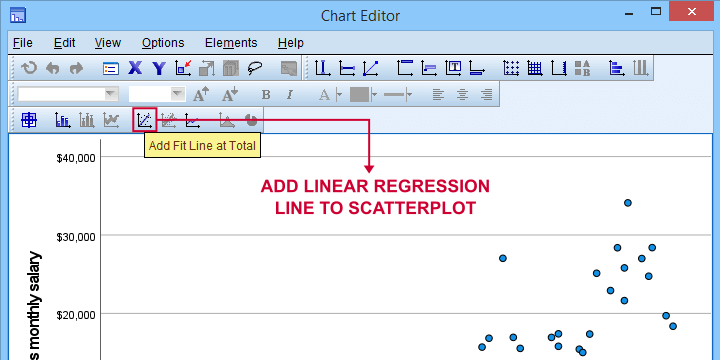 Chart Editor
File Edit View Options Elements Help
X Y
A A B I A
Add Fit Line at Total
ADD LINEAR REGRESSION
LINE TO SCATTERPLOT
$40,000
$30,000
$20,000
monthly salary